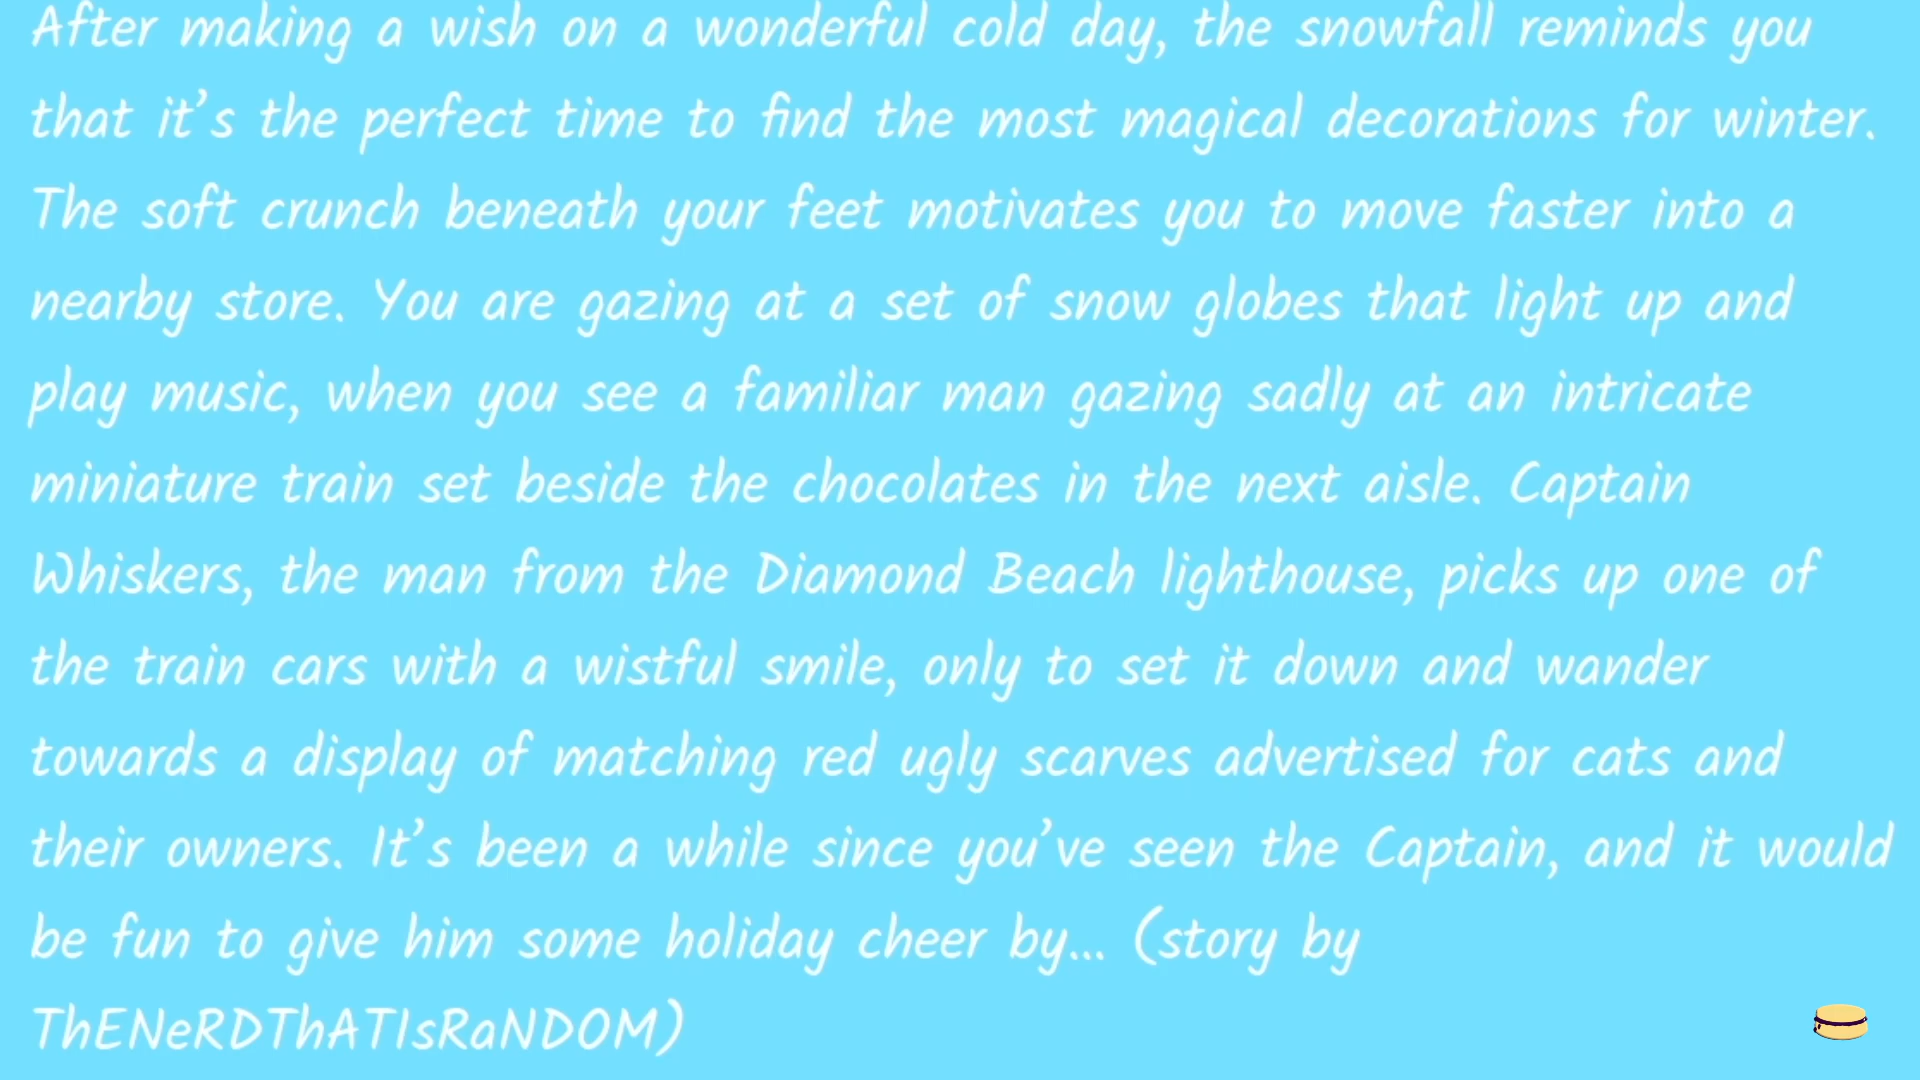 After making a wish on a wonderful cold day, the snowfall reminds you
that it’s the perfect time to find the most magical decorations for winter.
The soft crunch beneath your feet motivates you to move faster into a
nearby store. You are gazing at a set of snow globes that light up and
play music, when you see a familiar man gazing sadly at an intricate
miniature train set beside the chocolates in the next aisle. Captain
Whiskers, the man from the Diamond Beach lighthouse, picks up one of
the train cars with a wistful smile, only to set it down and wander
towards a display of matching red ugly scarves advertised for cats and
their owners. It’s been a while since you’ve seen the Captain, and it would
be fun to give him some holiday cheer by... (story by
ThENeRDThATIsRaNDOM)